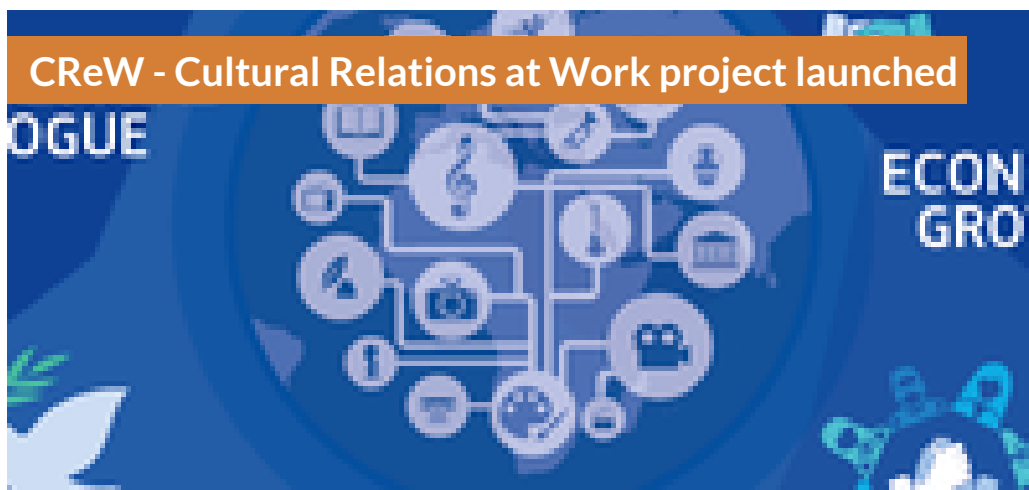 CReW - Cultural Relations at Work project launched
OGUE
ECON
GRO